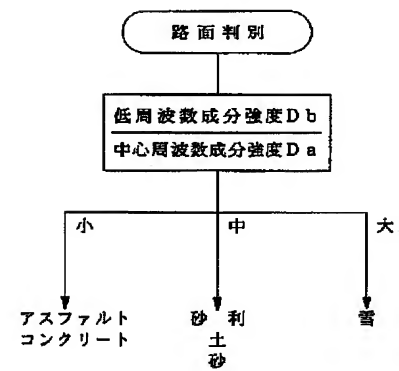 路面判別
低周波数成分強度Db
中心周波数成分強度Da
小 中 大
アスファルト 砂利 雪
コンクリート 土
砂